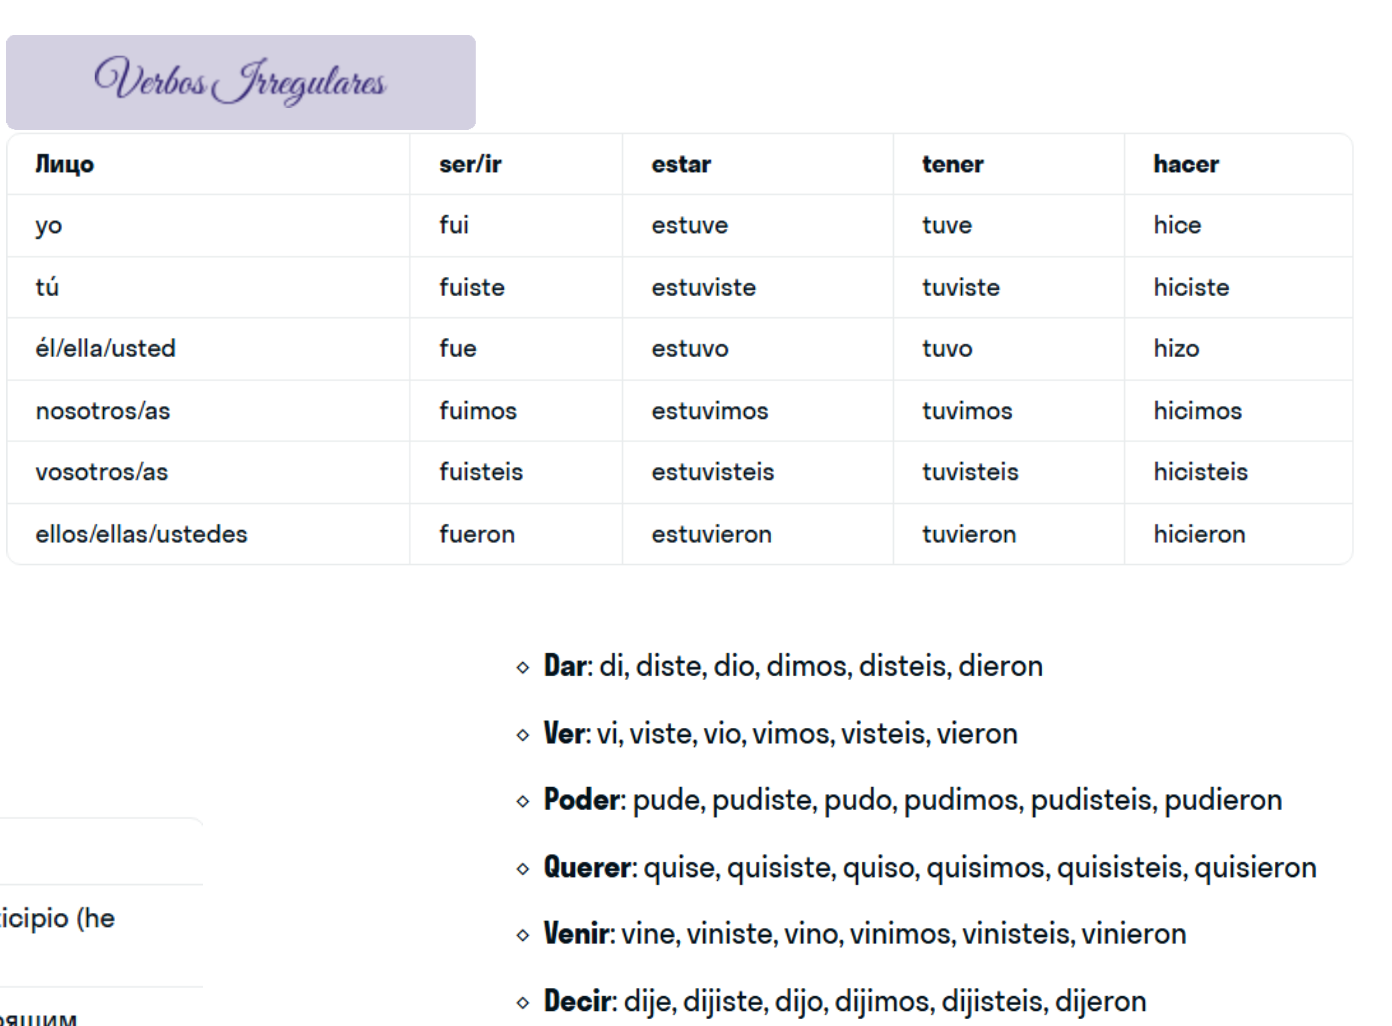 Verbos Irregulares
Лицо ser/ir estar tener hacer
yo fui estuve tuve hice
tú fuiste estuviste tuviste hiciste
él/ella/usted fue estuvo tuvo hizo
nosotros/as fuimos estuvimos tuvimos hicimos
vosotros/as fuisteis estuvisteis tuvisteis hicisteis
ellos/ellas/ustedes fueron estuvieron tuvieron hicieron
◇ Dar: di, diste, dio, dimos, disteis, dieron
◇ Ver: vi, viste, vio, vimos, visteis, vieron
◇ Poder: pude, pudiste, pudo, pudimos, pudisteis, pudieron
◇ Querer: quise, quisiste, quiso, quisimos, quisisteis, quisieron
ticipio (he
◇ Venir: vine, viniste, vino, vinimos, vinisteis, vinieron
◇ Decir: dije, dijiste, dijo, dijimos, dijisteis, dijeron